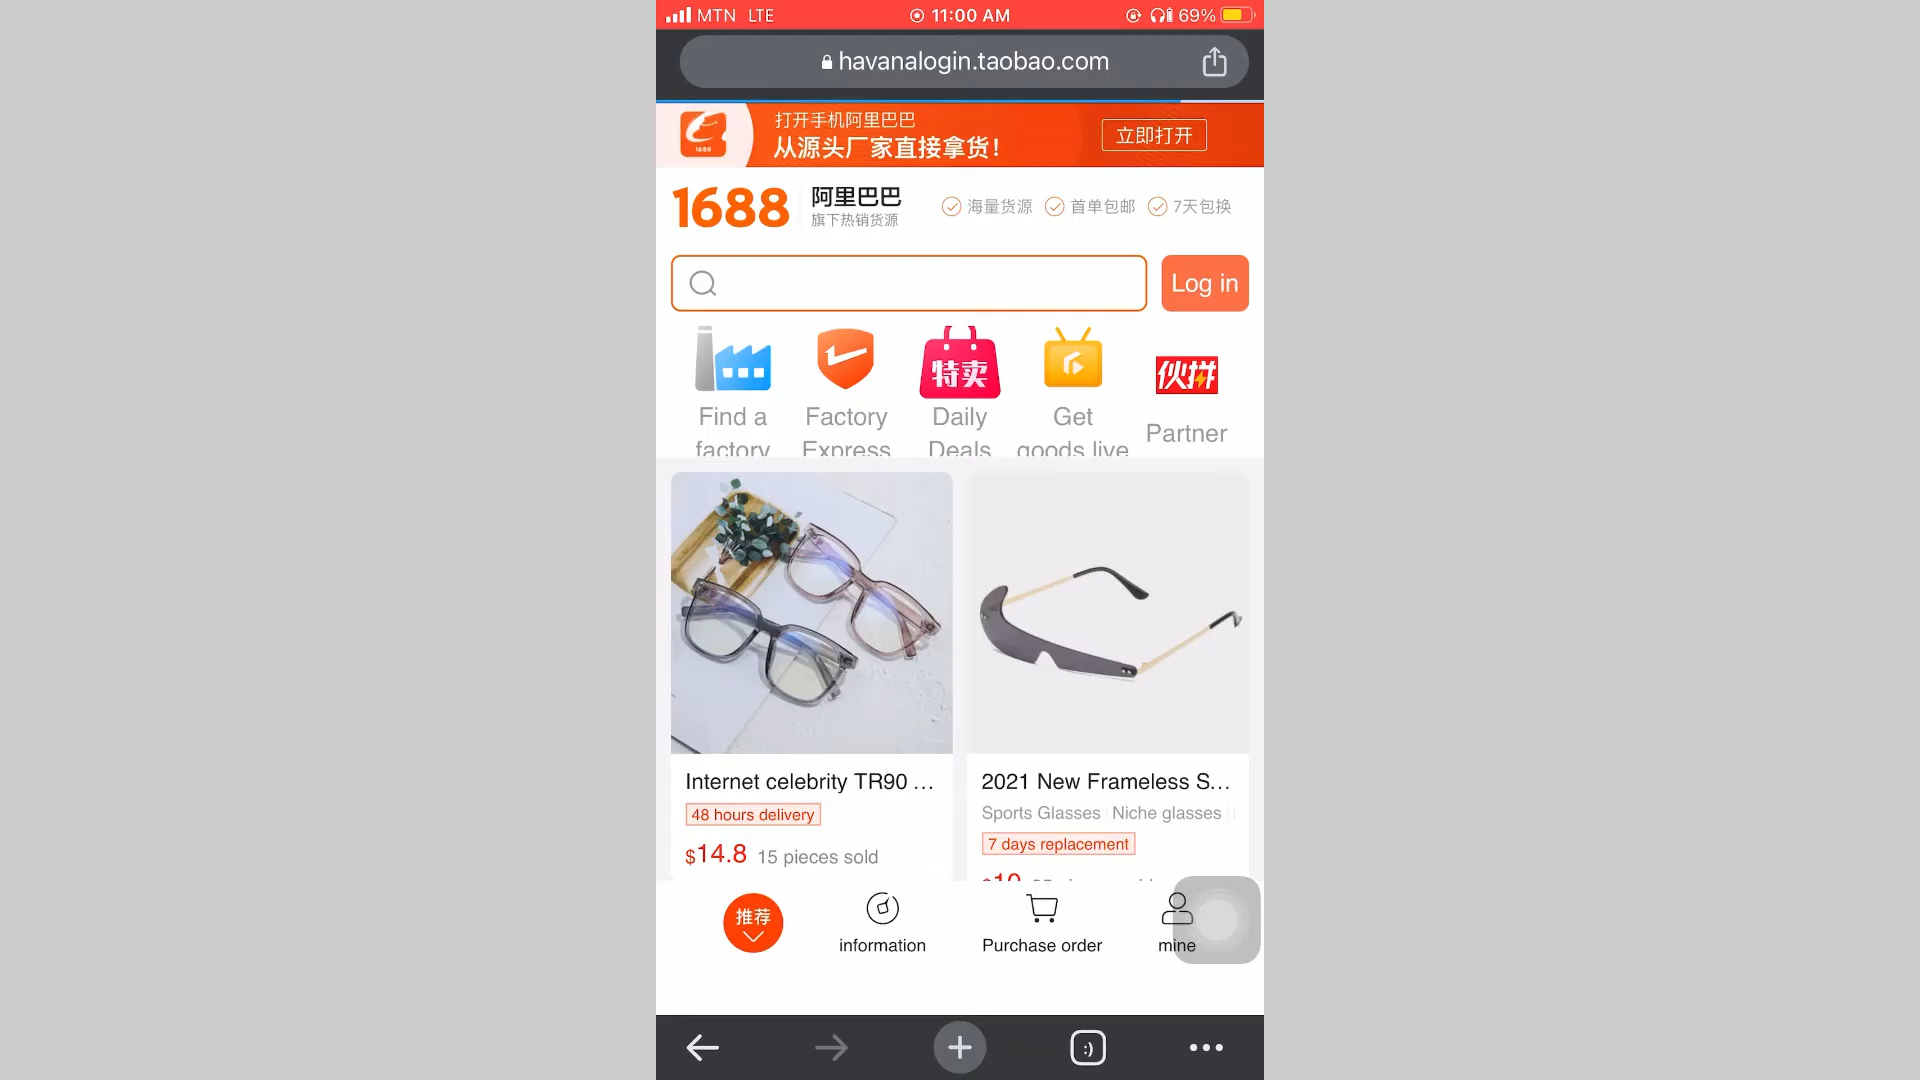 MTN LTE
11:00 AM
69%
havanalogin.taobao.com
打开手机阿里巴巴
从源头厂家直接拿货！
立即打开
1688
1688
阿里巴巴
旗下热销货源
海量货源
首单包邮
7天包换
Log in
特卖
伙拼
Find a factory
Factory Express
Daily Deals
Get goods live
Partner
Internet celebrity TR90 ...
48 hours delivery
$14.8 15 pieces sold
2021 New Frameless S...
Sports Glasses Niche glasses
7 days replacement
推荐
information
Purchase order
mine
:)